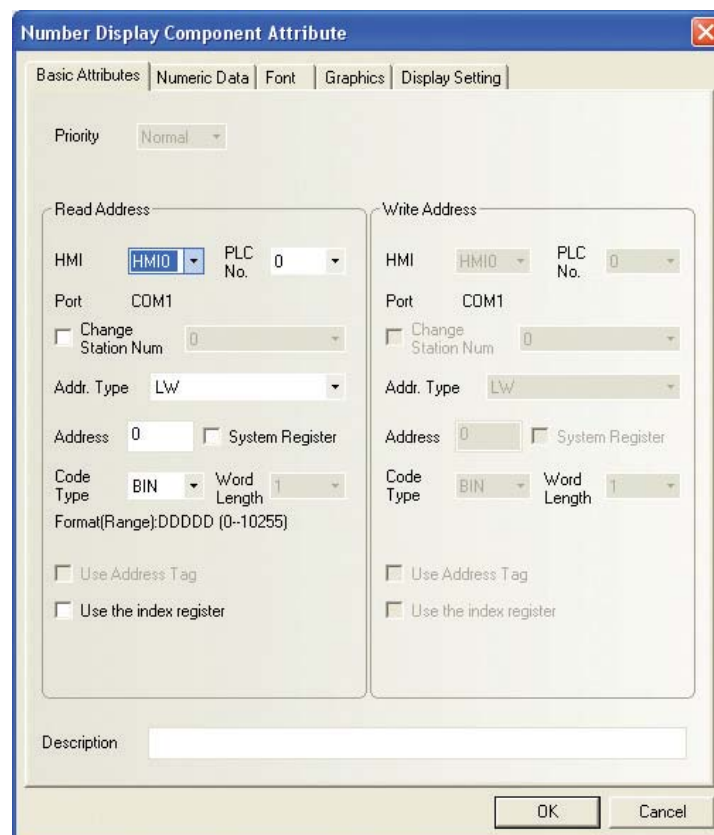 Number Display Component Attribute
Basic Attributes Numeric Data Font Graphics Display Setting
Priority Normal
Read Address
HMI HMI0 PLC No. 0
Port COM1
Change Station Num 0
Addr. Type LW
Address 0 System Register
Code Type BIN Word Length 1
Format(Range):DDDDD (0--10255)
Use Address Tag
Use the index register
Write Address
HMI HMI0 PLC No. 0
Port COM1
Change Station Num 0
Addr. Type LW
Address 0 System Register
Code Type BIN Word Length 1
Use Address Tag
Use the index register
Description
OK Cancel